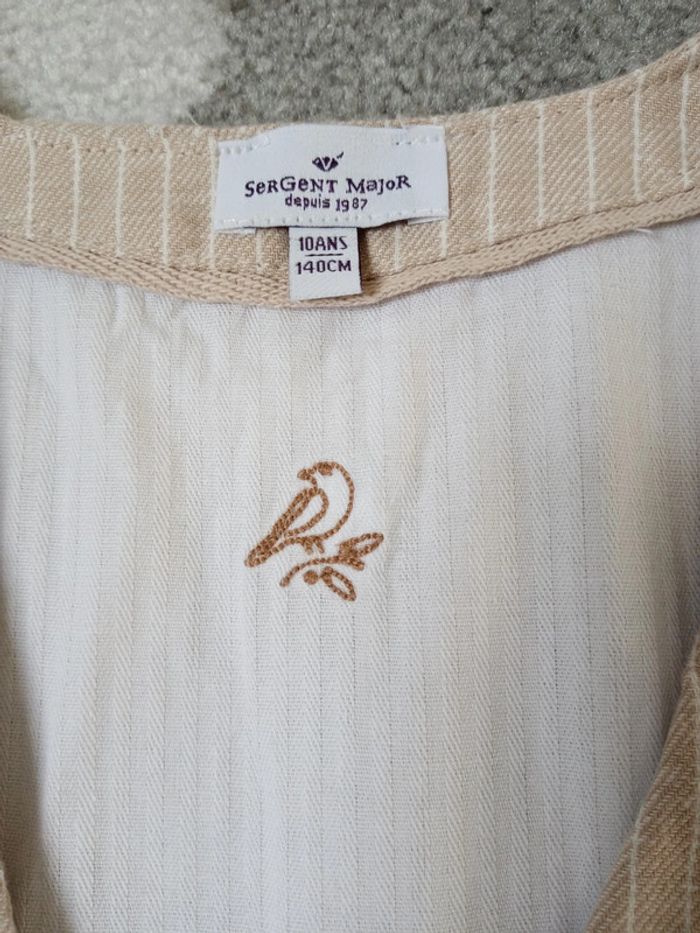 SerGent Major
depuis 1987
10ANS
140CM